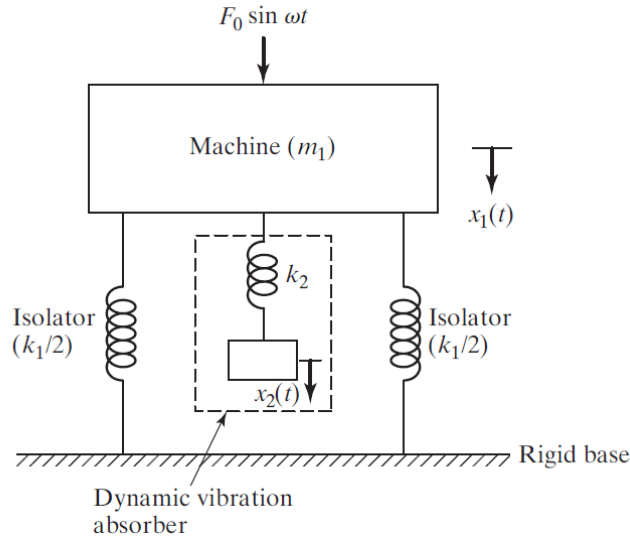 F₀ sin ωt
Machine (m₁)
x₁(t)
k₂
Isolator
(k₁/2)
Isolator
(k₁/2)
x₂(t)
Rigid base
Dynamic vibration
absorber